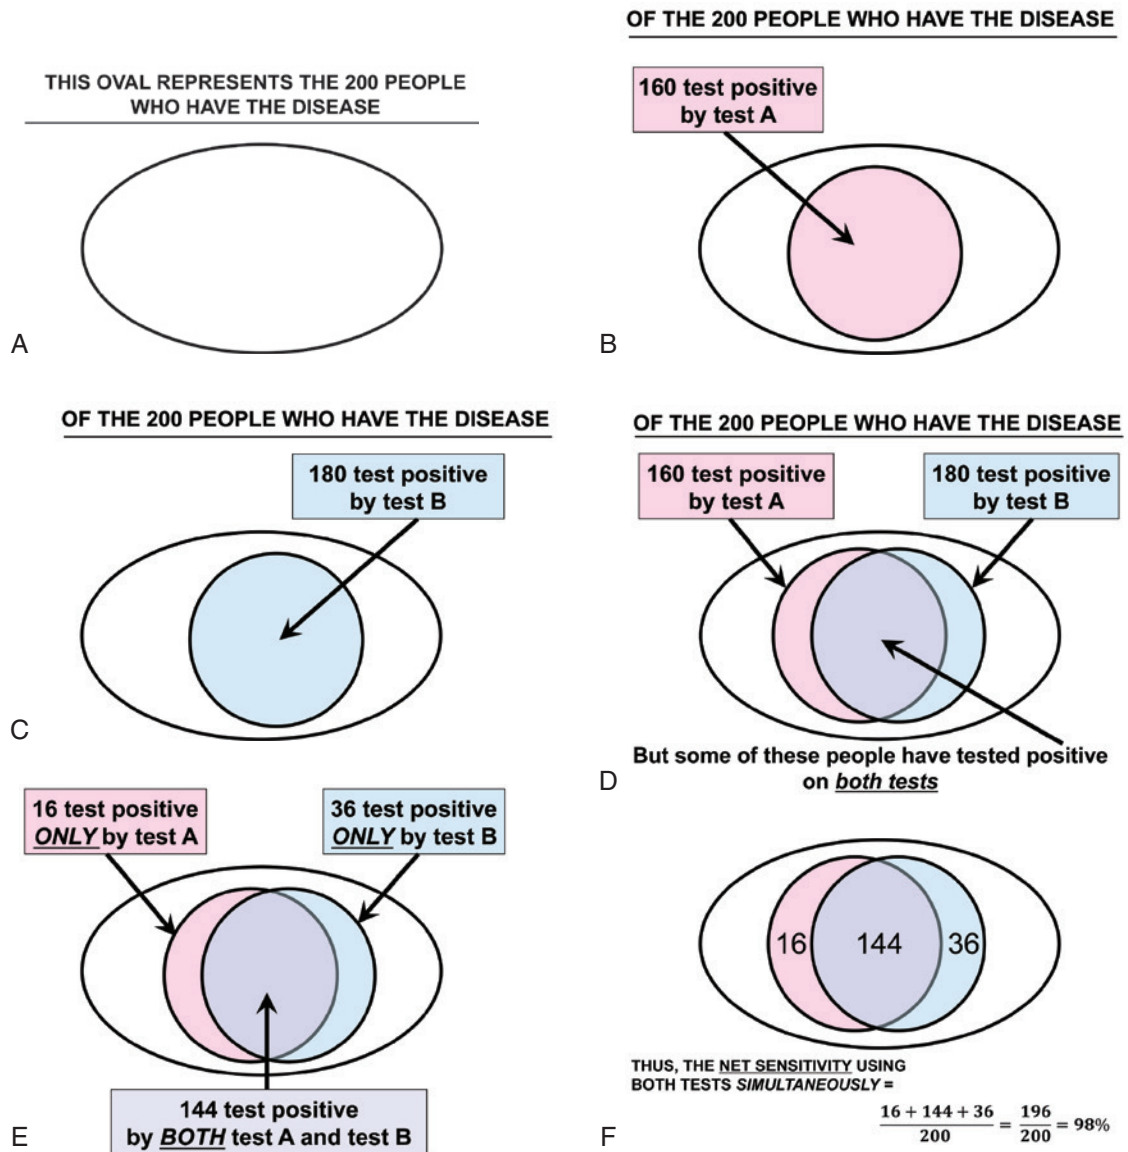 THIS OVAL REPRESENTS THE 200 PEOPLE
WHO HAVE THE DISEASE
A
OF THE 200 PEOPLE WHO HAVE THE DISEASE
160 test positive
by test A
B
OF THE 200 PEOPLE WHO HAVE THE DISEASE
180 test positive
by test B
C
OF THE 200 PEOPLE WHO HAVE THE DISEASE
160 test positive
by test A
180 test positive
by test B
But some of these people have tested positive
on both tests
D
16 test positive
ONLY by test A
36 test positive
ONLY by test B
144 test positive
by BOTH test A and test B
E
16
144
36
THUS, THE NET SENSITIVITY USING
BOTH TESTS SIMULTANEOUSLY =
16 + 144 + 36 / 200 = 196 / 200 = 98%
F